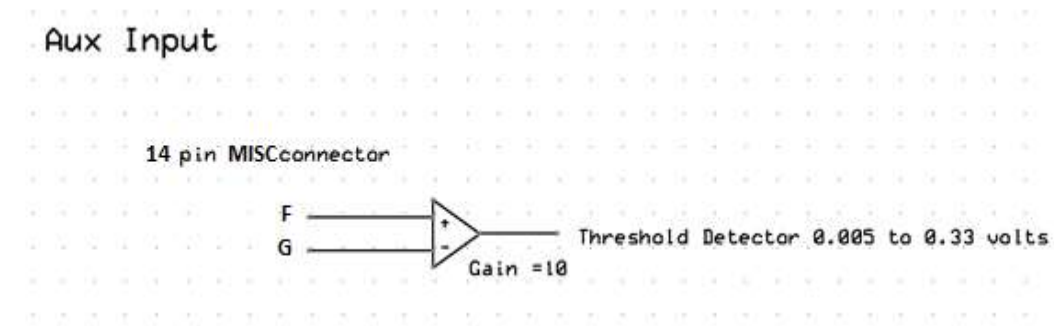 Aux Input
14 pin MISCconnector
F
+
G
-
Threshold Detector 0.005 to 0.33 volts
Gain =10